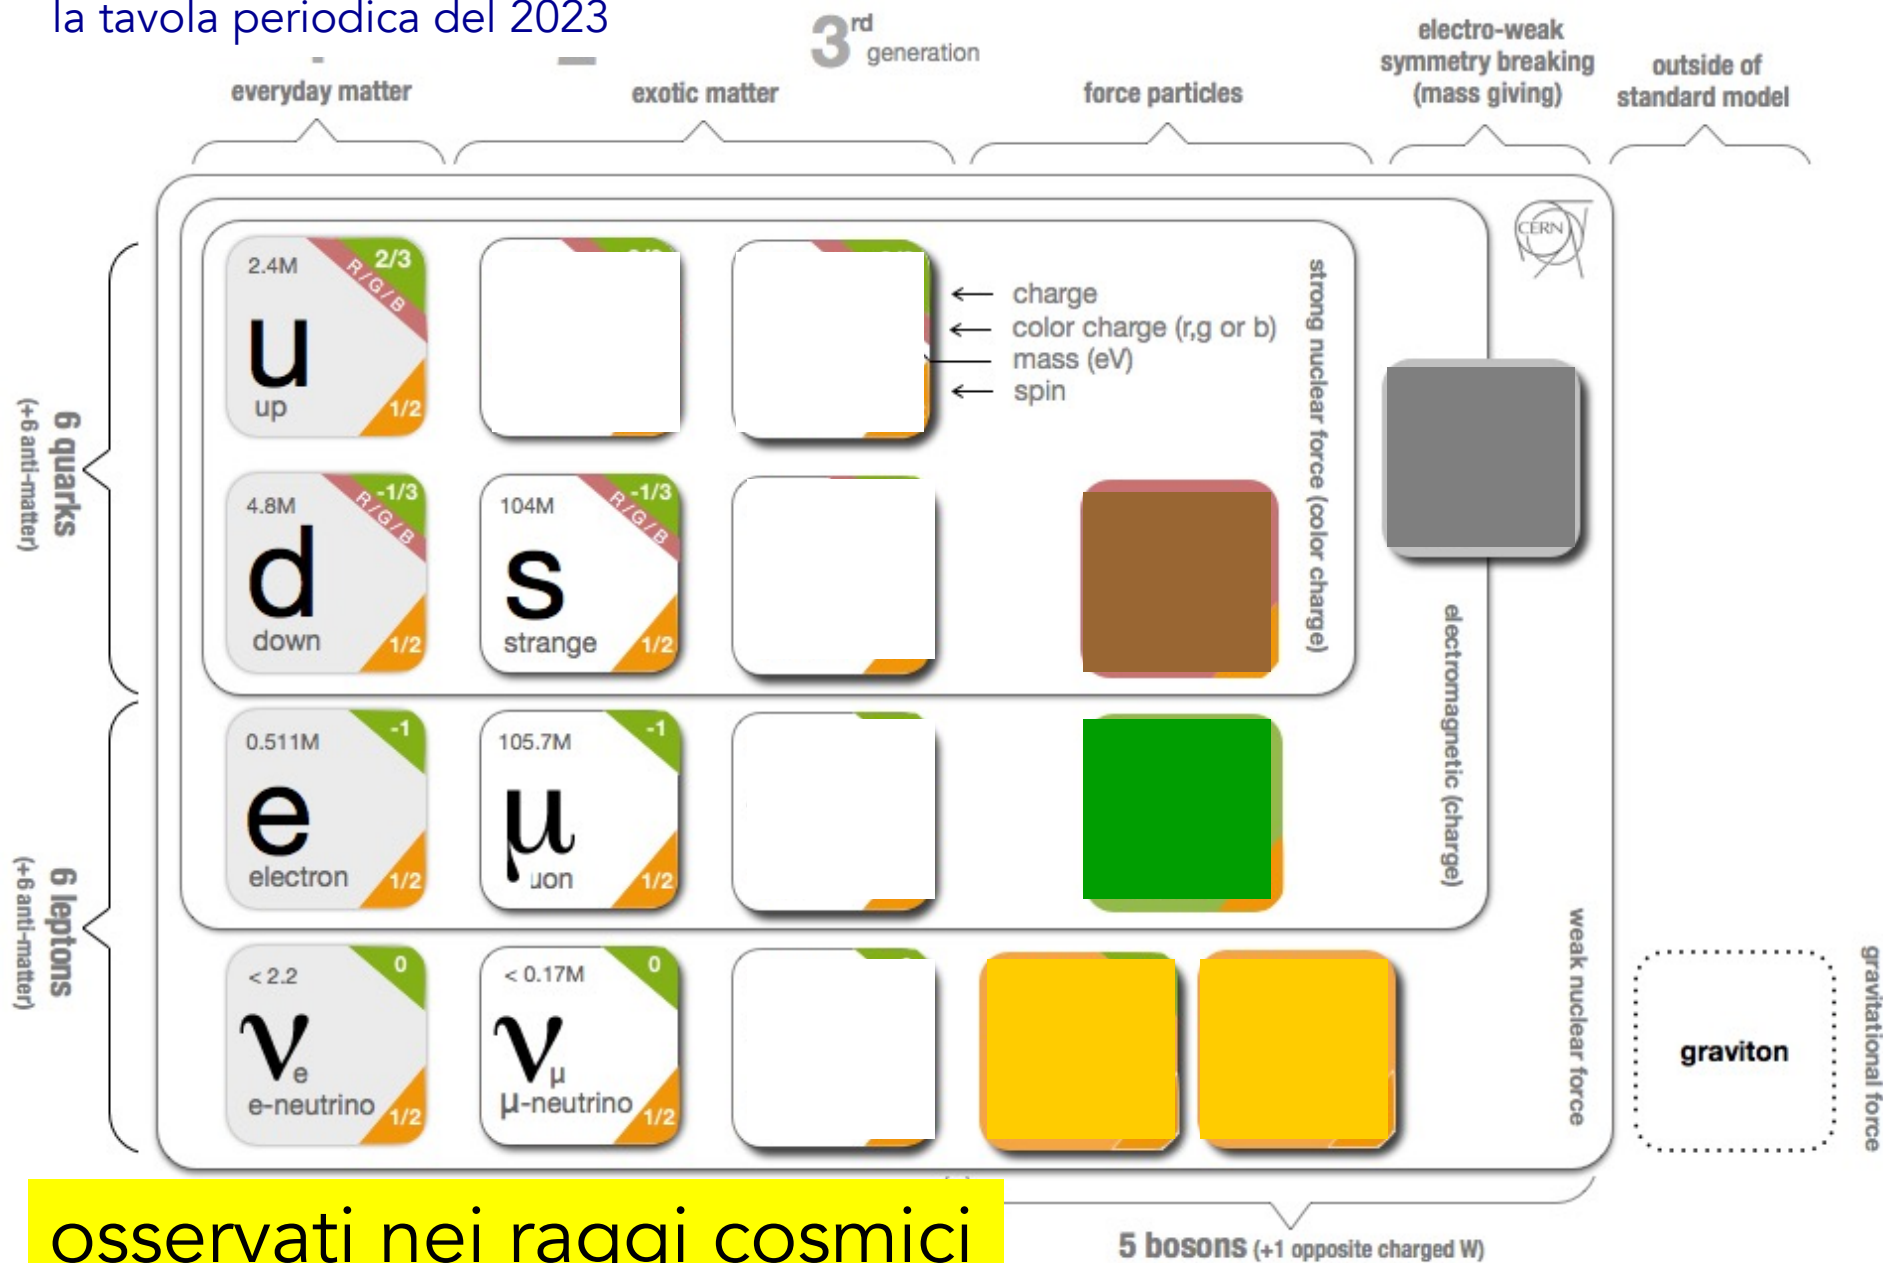 la tavola periodica del 2023
3rd generation
everyday matter
exotic matter
force particles
electro-weak
symmetry breaking
(mass giving)
outside of
standard model
CERN
6 quarks
(+6 anti-matter)
2.4M
2/3
R/G/B
u
up
1/2
charge
color charge (r,g or b)
mass (eV)
spin
strong nuclear force (color charge)
4.8M
-1/3
R/G/B
d
down
1/2
104M
-1/3
R/G/B
s
strange
1/2
6 leptons
(+6 anti-matter)
0.511M
-1
e
electron
1/2
105.7M
-1
μ
uon
1/2
electromagnetic (charge)
< 2.2
0
νe
e-neutrino
1/2
< 0.17M
0
νμ
μ-neutrino
1/2
weak nuclear force
graviton
gravitational force
osservati nei raggi cosmici
5 bosons (+1 opposite charged W)